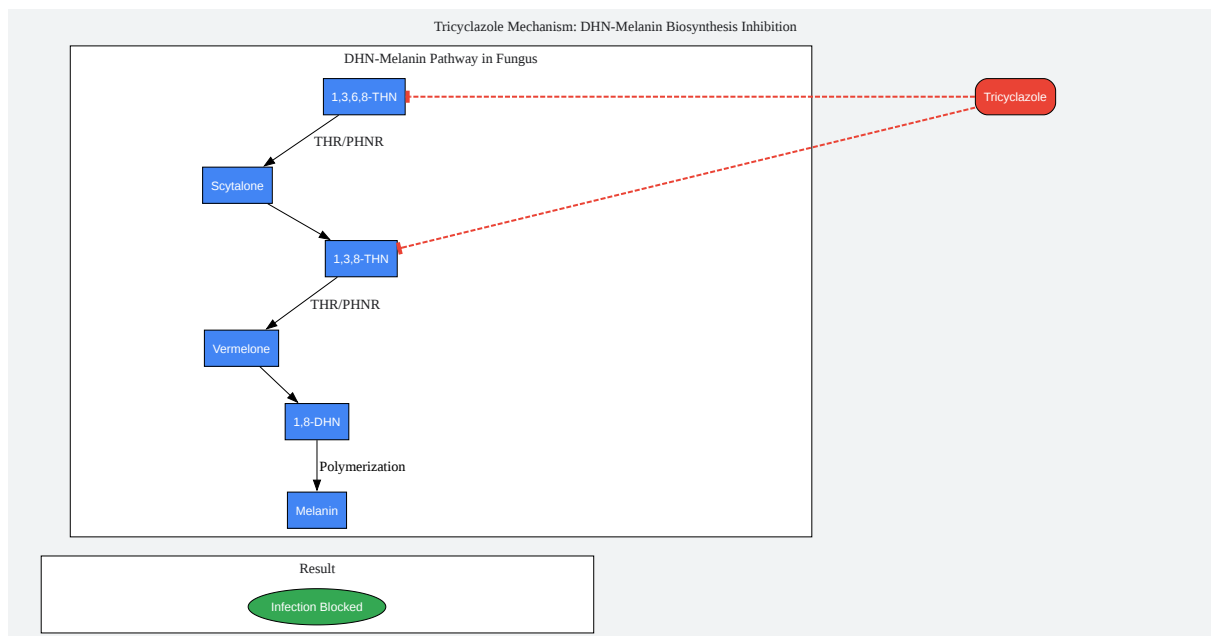 Tricyclazole Mechanism: DHN-Melanin Biosynthesis Inhibition
DHN-Melanin Pathway in Fungus
1,3,6,8-THN
Tricyclazole
THR/PHNR
Scytalone
1,3,8-THN
THR/PHNR
Vermelone
1,8-DHN
Polymerization
Melanin
Result
Infection Blocked